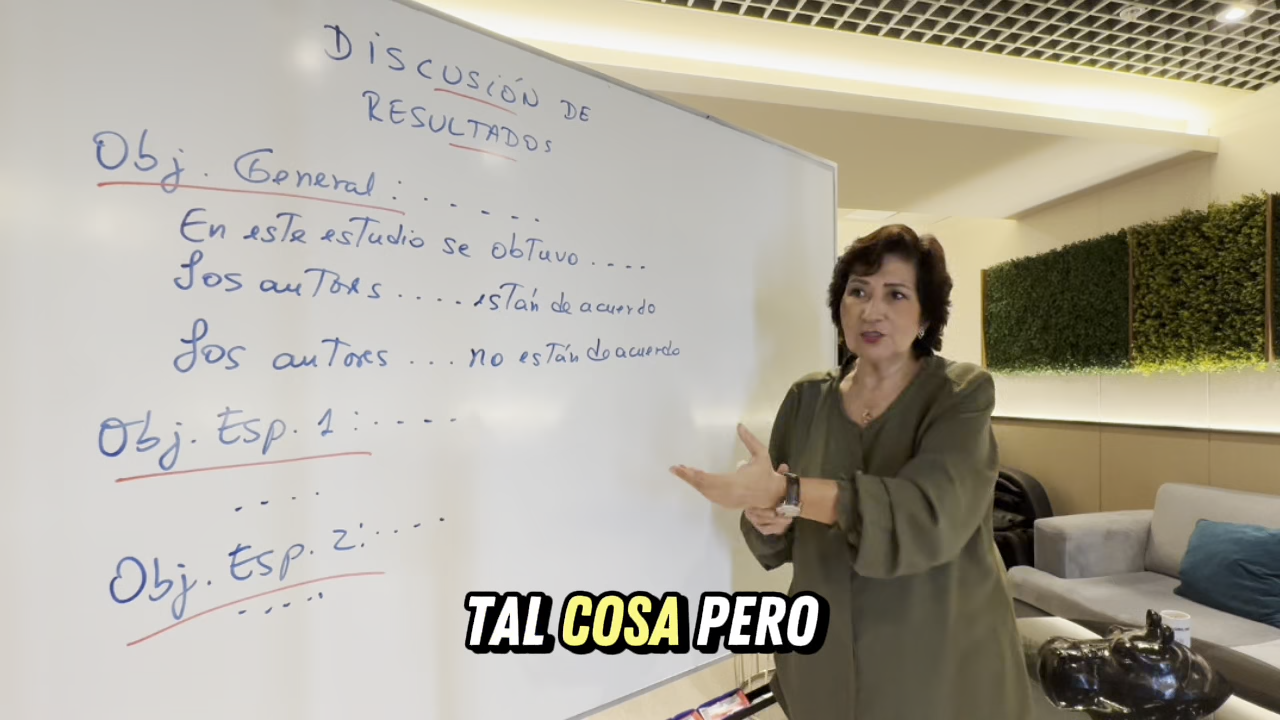 DISCUSIÓN DE
RESULTADOS
Obj. General: . . . . . .
En este estudio se obtuvo . . . .
Los autores . . . . están de acuerdo
Los autores . . . no están de acuerdo
Obj. Esp. 1: . . . . .
. . . .
Obj. Esp. 2: . . . .
. . . . .
TAL COSA PERO